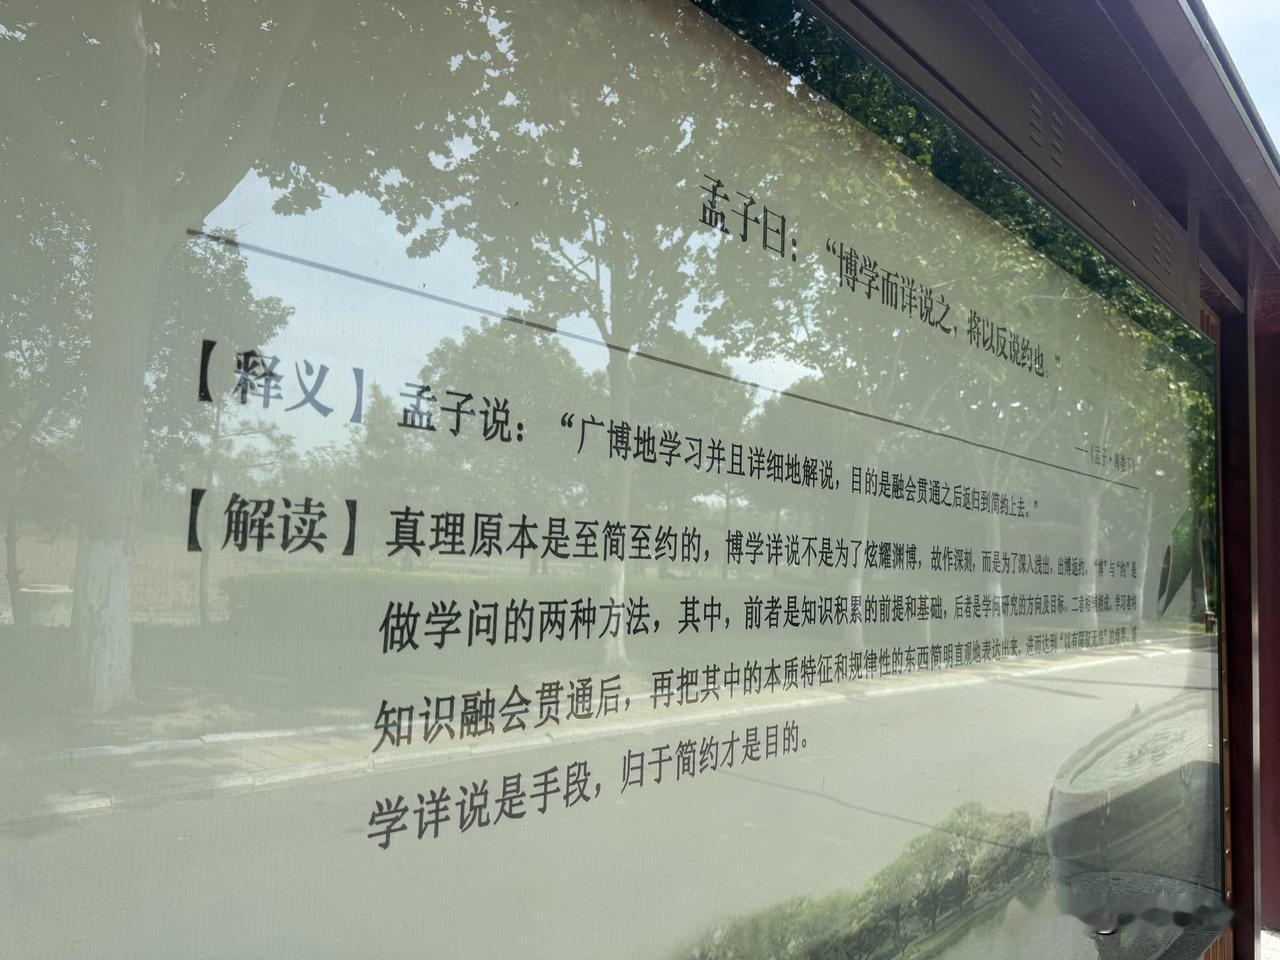 孟子曰：“博学而详说之，将以反说约也。”
——《孟子·离娄下》
【释义】孟子说：“广博地学习并且详细地解说，目的是融会贯通之后返归到简约上去。”
【解读】真理原本是至简至约的，博学详说不是为了炫耀渊博，故作深刻，而是为了深入浅出，出博返约。“博”与“约”是
做学问的两种方法，其中，前者是知识积累的前提和基础，后者是学问研究的方向及目标。二者相辅相成，学习者将
知识融会贯通后，再把其中的本质特征和规律性的东西简明直观地表达出来，进而达到“以有限驭无穷”的境界。博
学详说是手段，归于简约才是目的。